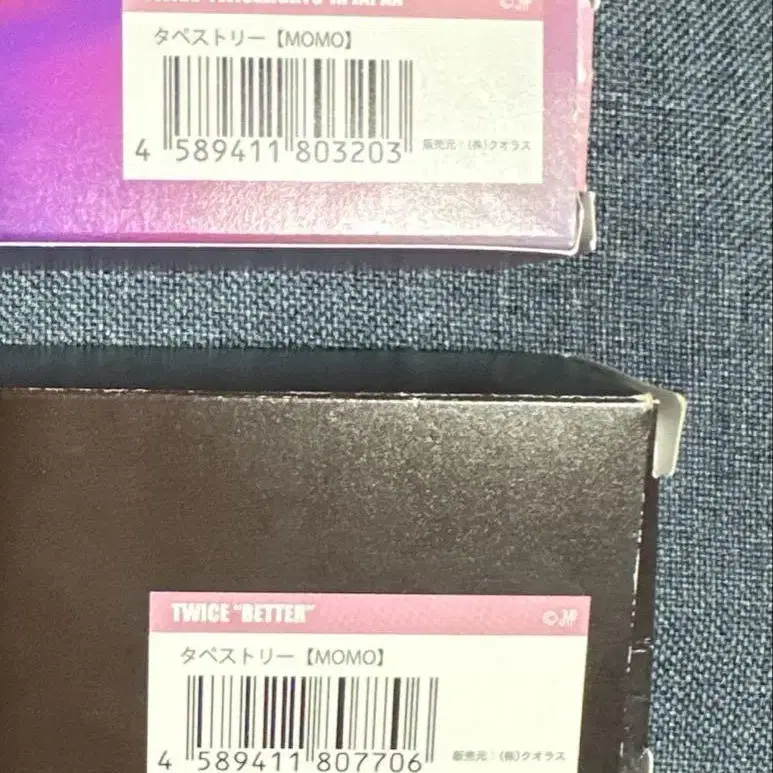 タペストリー【MOMO】
4 589411 803203
販売元：(株)クオラス
TWICE "BETTER"
©JYP
タペストリー【MOMO】
4 589411 807706
販売元：(株)クオラス